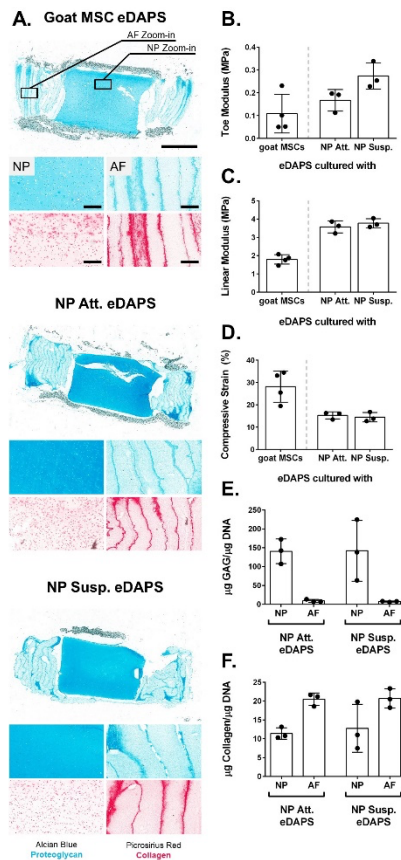 A.
Goat MSC eDAPS
AF Zoom-in
NP Zoom-in
NP
AF
NP Att. eDAPS
NP Susp. eDAPS
Alcian Blue
Proteoglycan
Picrosirius Red
Collagen
B.
Toe Modulus (MPa)
0.4
0.3
0.2
0.1
0.0
goat MSCs
NP Att.
NP Susp.
eDAPS cultured with
C.
Linear Modulus (MPa)
6
5
4
3
2
1
0
goat MSCs
NP Att.
NP Susp.
eDAPS cultured with
D.
Compressive Strain
(%)
40
30
20
10
0
goat MSCs
NP Att.
NP Susp.
eDAPS cultured with
E.
µg GAG/µg DNA
250
200
150
100
50
0
NP
AF
NP
AF
NP Att.
eDAPS
NP Susp.
eDAPS
F.
µg Collagen/µg DNA
25
20
15
10
5
0
NP
AF
NP
AF
NP Att.
eDAPS
NP Susp.
eDAPS